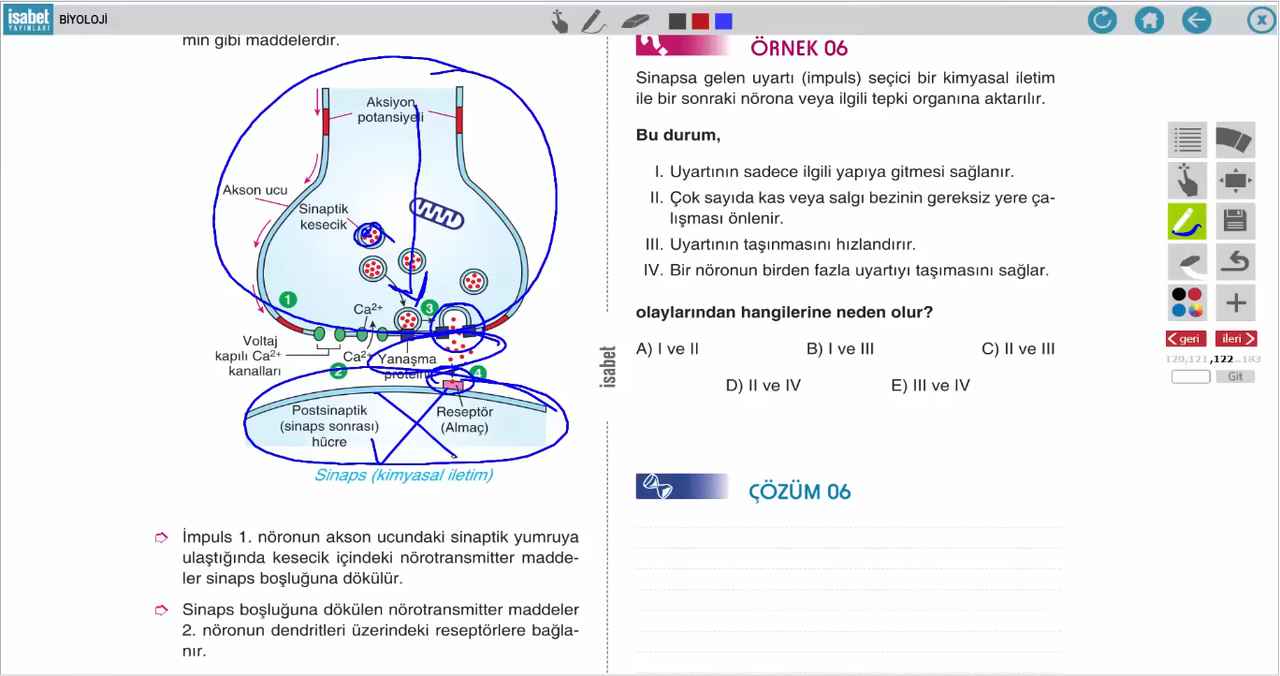 isabet
YAYINLARI
BİYOLOJİ
min gibi maddelerdir.
Aksiyon
potansiyeli
Akson ucu
Sinaptik
kesecik
1
Ca2+
3
Voltaj
kapılı Ca2+
kanalları
Ca2+
Yanaşma
proteini
2
4
Postsinaptik
(sinaps sonrası)
hücre
Reseptör
(Almaç)
Sinaps (kimyasal iletim)
İmpuls 1. nöronun akson ucundaki sinaptik yumruya
ulaştığında kesecik içindeki nörotransmitter madde-
ler sinaps boşluğuna dökülür.
Sinaps boşluğuna dökülen nörotransmitter maddeler
2. nöronun dendritleri üzerindeki reseptörlere bağla-
nır.
isabet
ÖRNEK 06
Sinapsa gelen uyartı (impuls) seçici bir kimyasal iletim
ile bir sonraki nörona veya ilgili tepki organına aktarılır.
Bu durum,
I. Uyartının sadece ilgili yapıya gitmesi sağlanır.
II. Çok sayıda kas veya salgı bezinin gereksiz yere ça-
lışması önlenir.
III. Uyartının taşınmasını hızlandırır.
IV. Bir nöronun birden fazla uyartıyı taşımasını sağlar.
olaylarından hangilerine neden olur?
A) I ve II B) I ve III C) II ve III
D) II ve IV E) III ve IV
ÇÖZÜM 06
geri ileri
120,121,122..183
Git